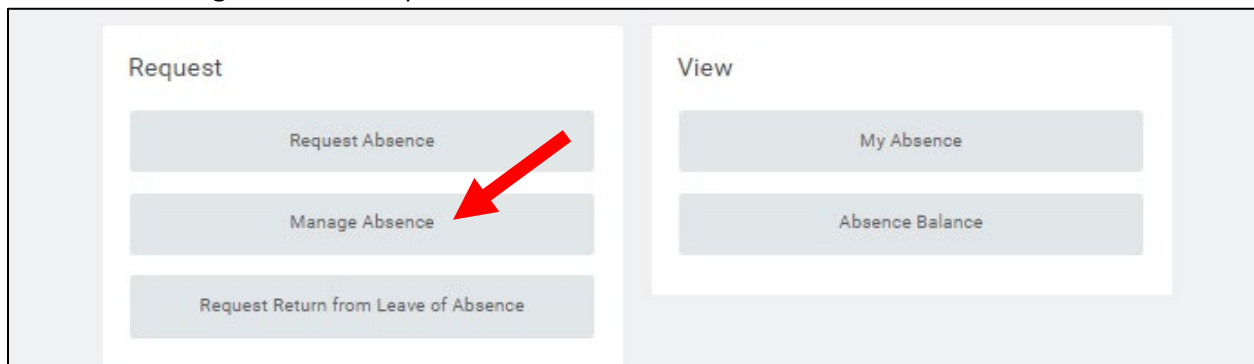 Request
Request Absence
Manage Absence
Request Return from Leave of Absence
View
My Absence
Absence Balance